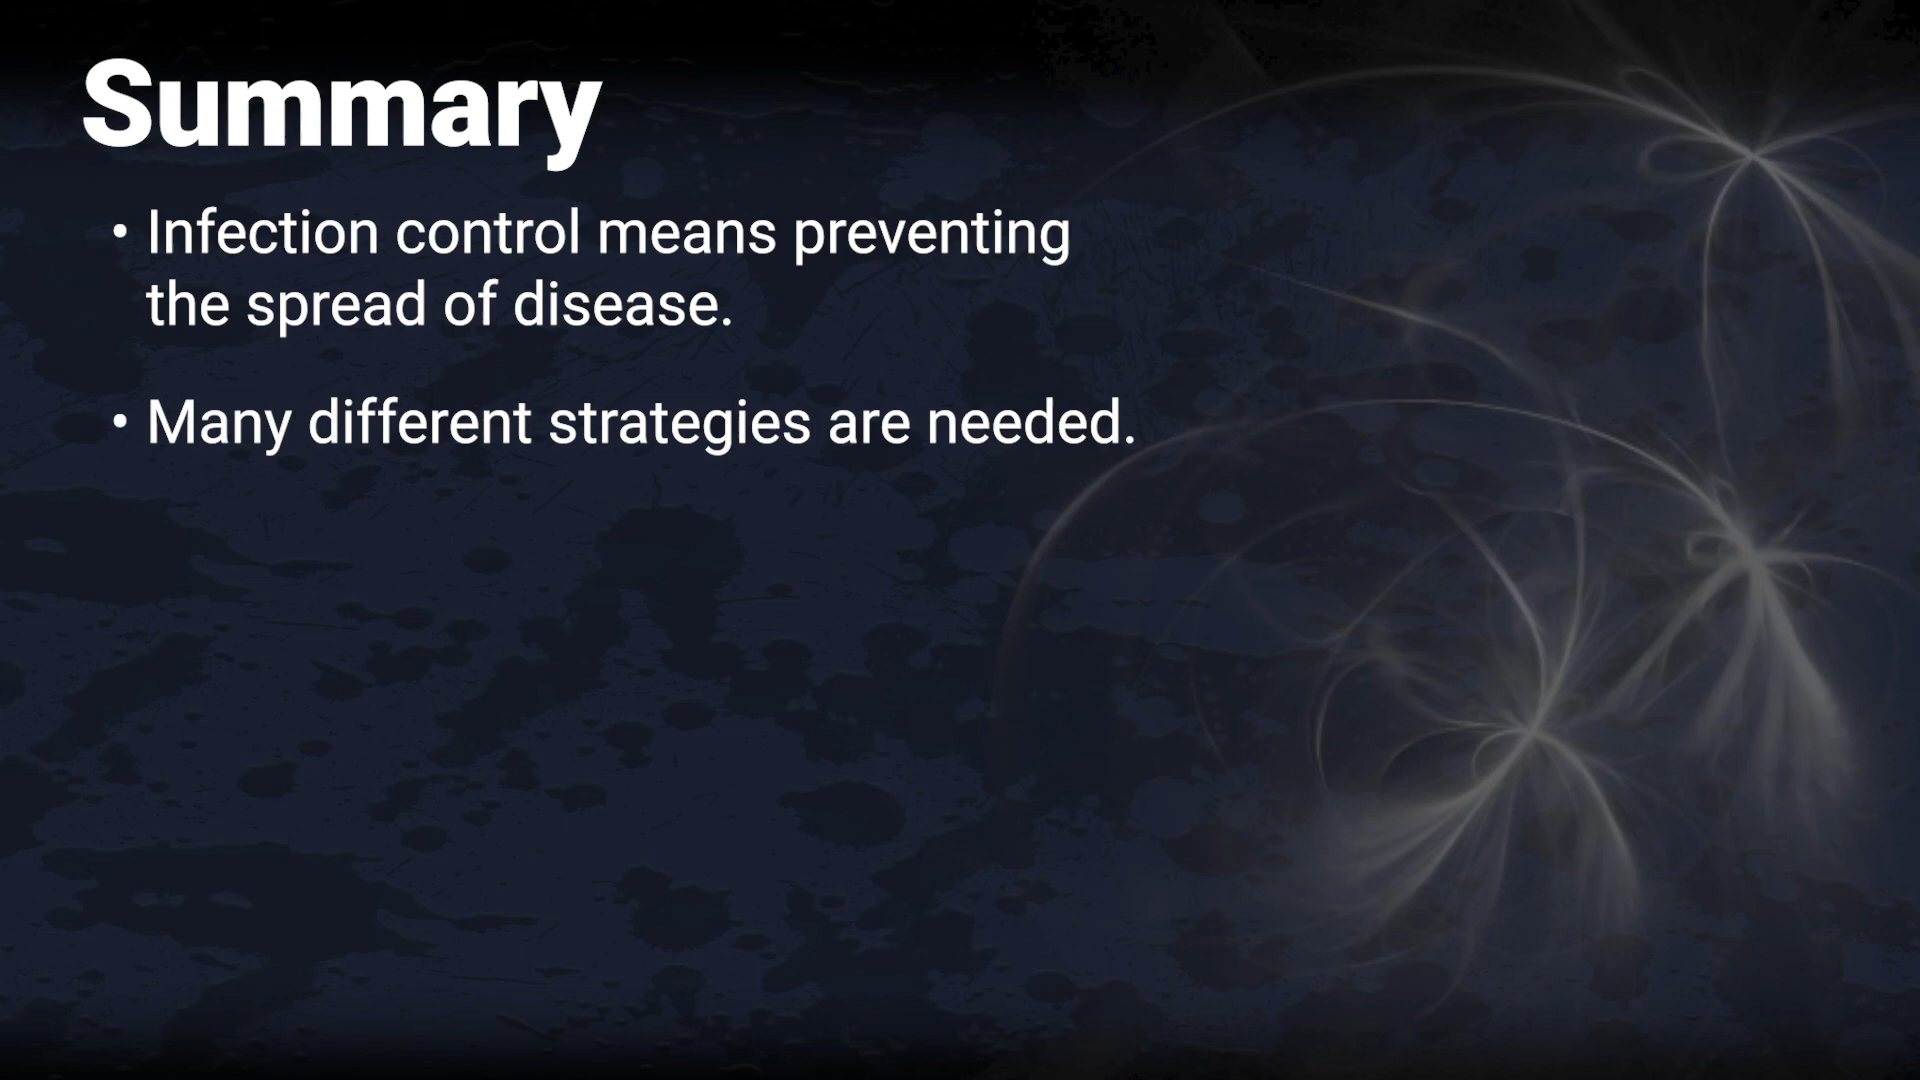 Summary
• Infection control means preventing
the spread of disease.
• Many different strategies are needed.